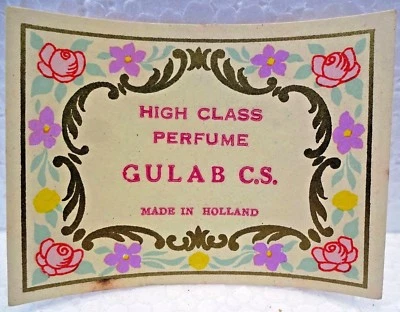 HIGH CLASS
PERFUME
GULAB C.S.
MADE IN HOLLAND